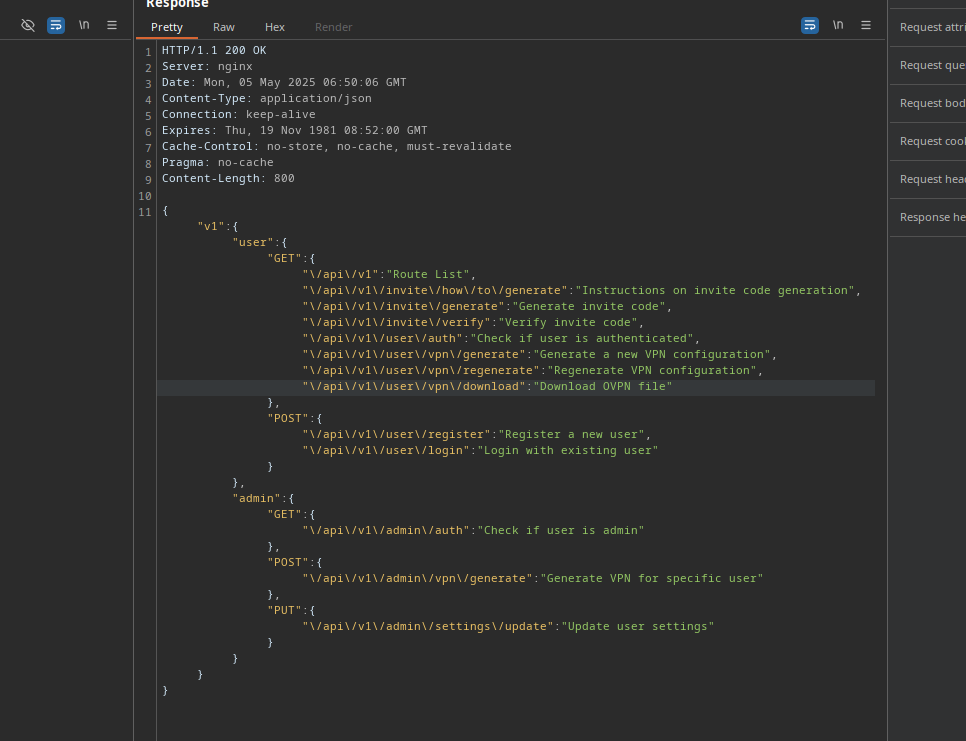 Response
\n
Pretty Raw Hex Render
\n
1 HTTP/1.1 200 OK
2 Server: nginx
3 Date: Mon, 05 May 2025 06:50:06 GMT
4 Content-Type: application/json
5 Connection: keep-alive
6 Expires: Thu, 19 Nov 1981 08:52:00 GMT
7 Cache-Control: no-store, no-cache, must-revalidate
8 Pragma: no-cache
9 Content-Length: 800
10
11 {
"v1":{
"user":{
"GET":{
"\/api\/v1":"Route List",
"\/api\/v1\/invite\/how\/to\/generate":"Instructions on invite code generation",
"\/api\/v1\/invite\/generate":"Generate invite code",
"\/api\/v1\/invite\/verify":"Verify invite code",
"\/api\/v1\/user\/auth":"Check if user is authenticated",
"\/api\/v1\/user\/vpn\/generate":"Generate a new VPN configuration",
"\/api\/v1\/user\/vpn\/regenerate":"Regenerate VPN configuration",
"\/api\/v1\/user\/vpn\/download":"Download OVPN file"
},
"POST":{
"\/api\/v1\/user\/register":"Register a new user",
"\/api\/v1\/user\/login":"Login with existing user"
}
},
"admin":{
"GET":{
"\/api\/v1\/admin\/auth":"Check if user is admin"
},
"POST":{
"\/api\/v1\/admin\/vpn\/generate":"Generate VPN for specific user"
},
"PUT":{
"\/api\/v1\/admin\/settings\/update":"Update user settings"
}
}
}
}
Request attri
Request que
Request bod
Request cool
Request head
Response he